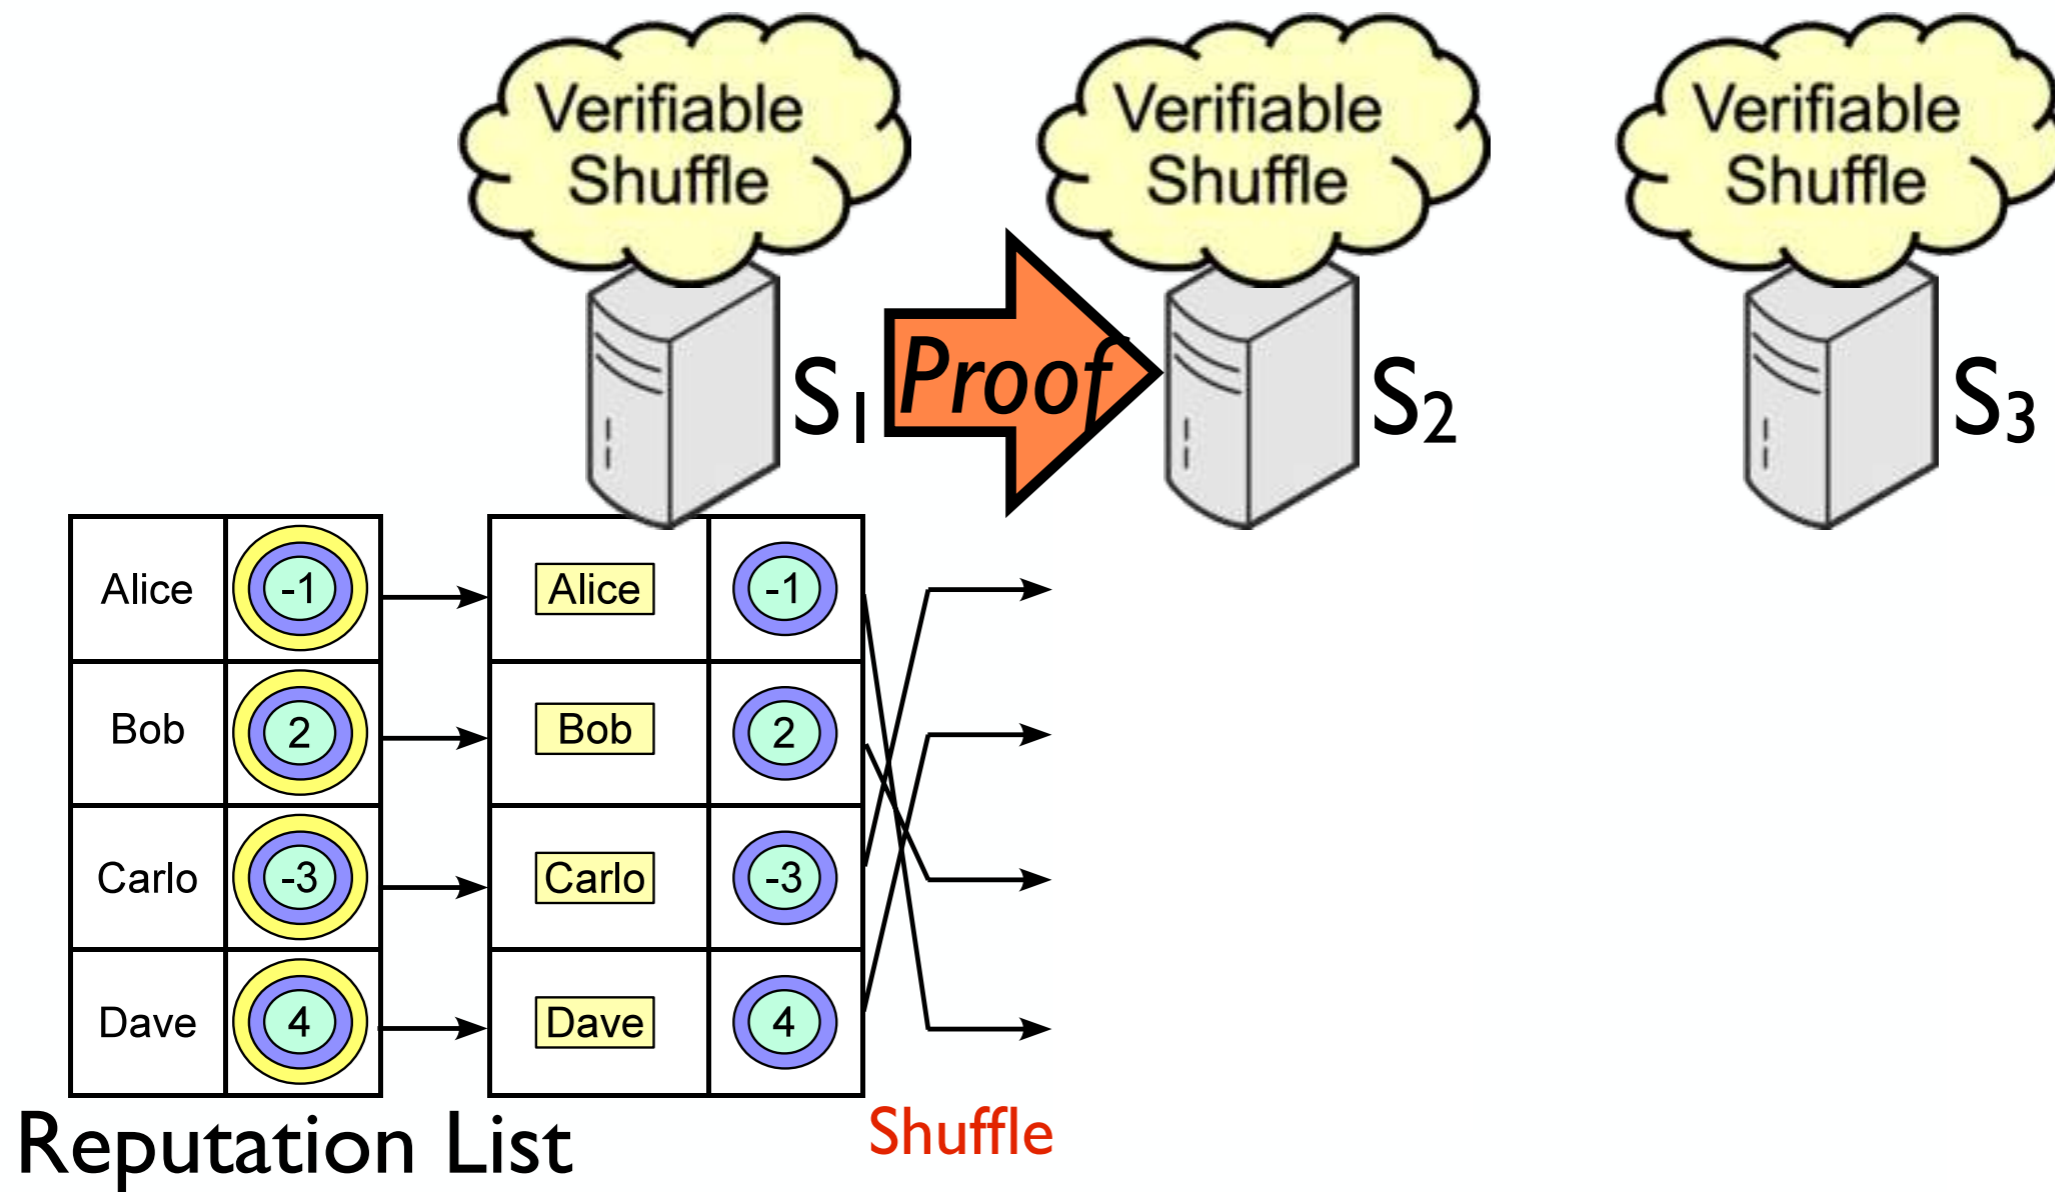 Verifiable
Shuffle
Verifiable
Shuffle
Verifiable
Shuffle
S1
Proof
S2
S3
Alice -1 Alice -1
Bob 2 Bob 2
Carlo -3 Carlo -3
Dave 4 Dave 4
Reputation List
Shuffle